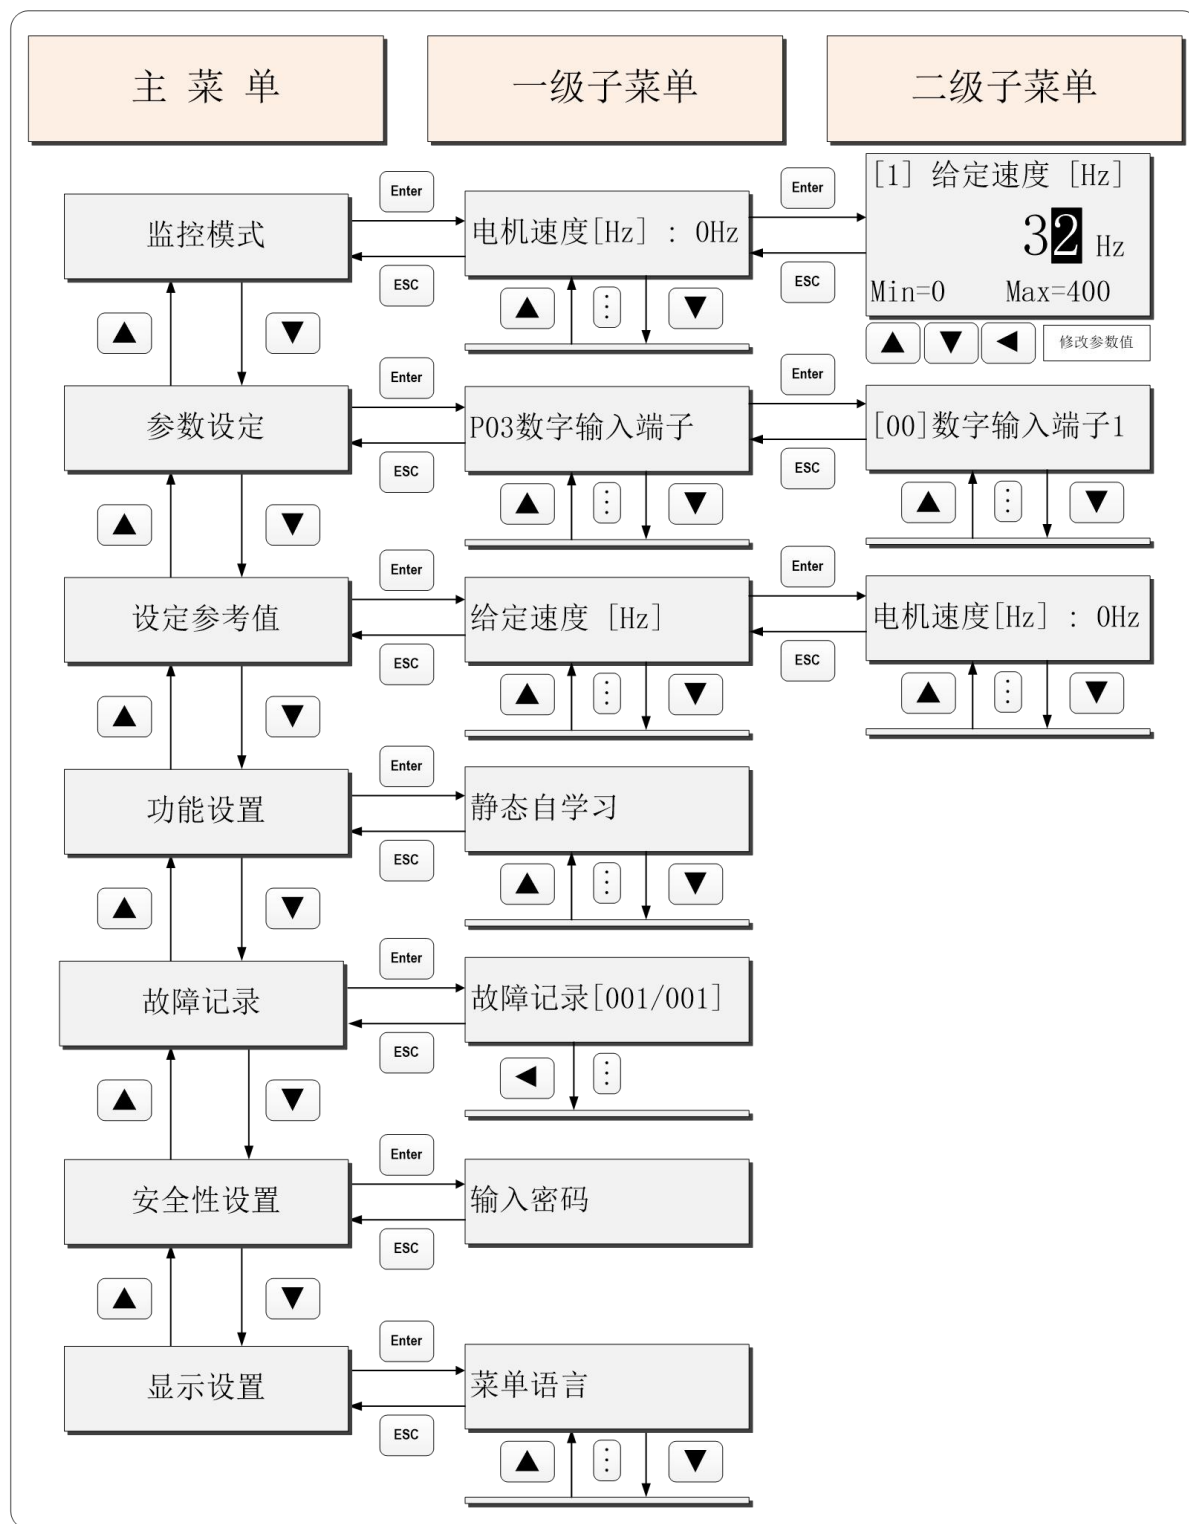 主 菜 单
一级子菜单
二级子菜单
监控模式
Enter
ESC
电机速度[Hz] : 0Hz
Enter
ESC
[1] 给定速度 [Hz]
32 Hz
Min=0 Max=400
修改参数值
参数设定
Enter
ESC
P03数字输入端子
Enter
ESC
[00]数字输入端子1
设定参考值
Enter
ESC
给定速度 [Hz]
Enter
ESC
电机速度[Hz] : 0Hz
功能设置
Enter
ESC
静态自学习
故障记录
Enter
ESC
故障记录[001/001]
安全性设置
Enter
ESC
输入密码
显示设置
Enter
ESC
菜单语言